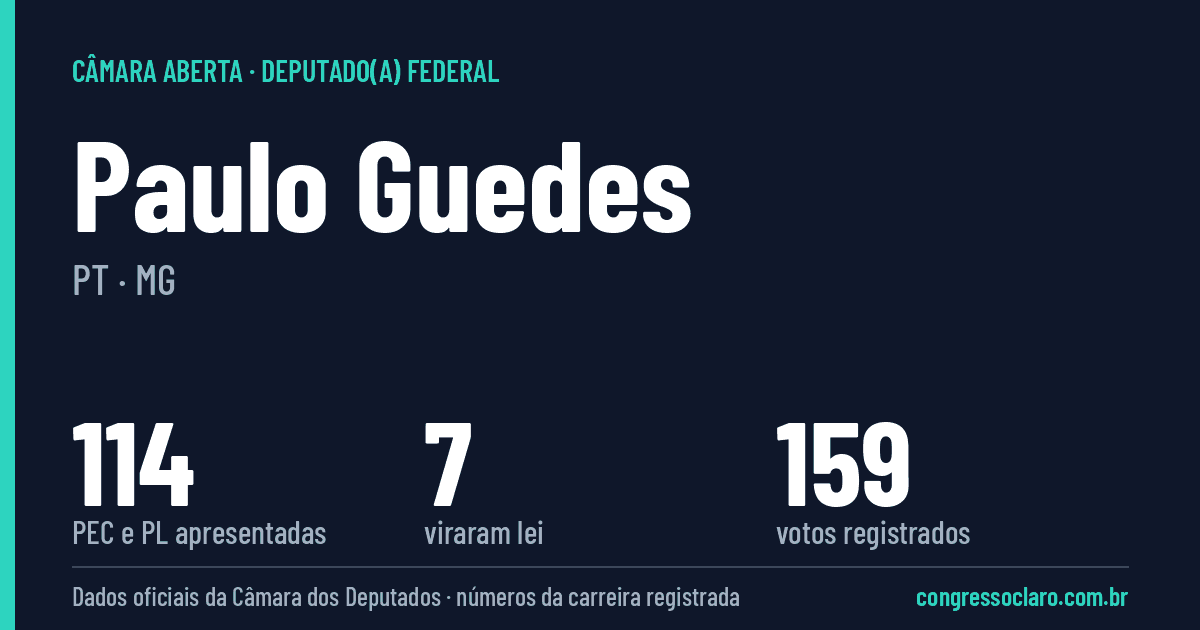 CÂMARA ABERTA · DEPUTADO(A) FEDERAL
Paulo Guedes
PT · MG
114
PEC e PL apresentadas
7
viraram lei
159
votos registrados
Dados oficiais da Câmara dos Deputados · números da carreira registrada
congressoclaro.com.br